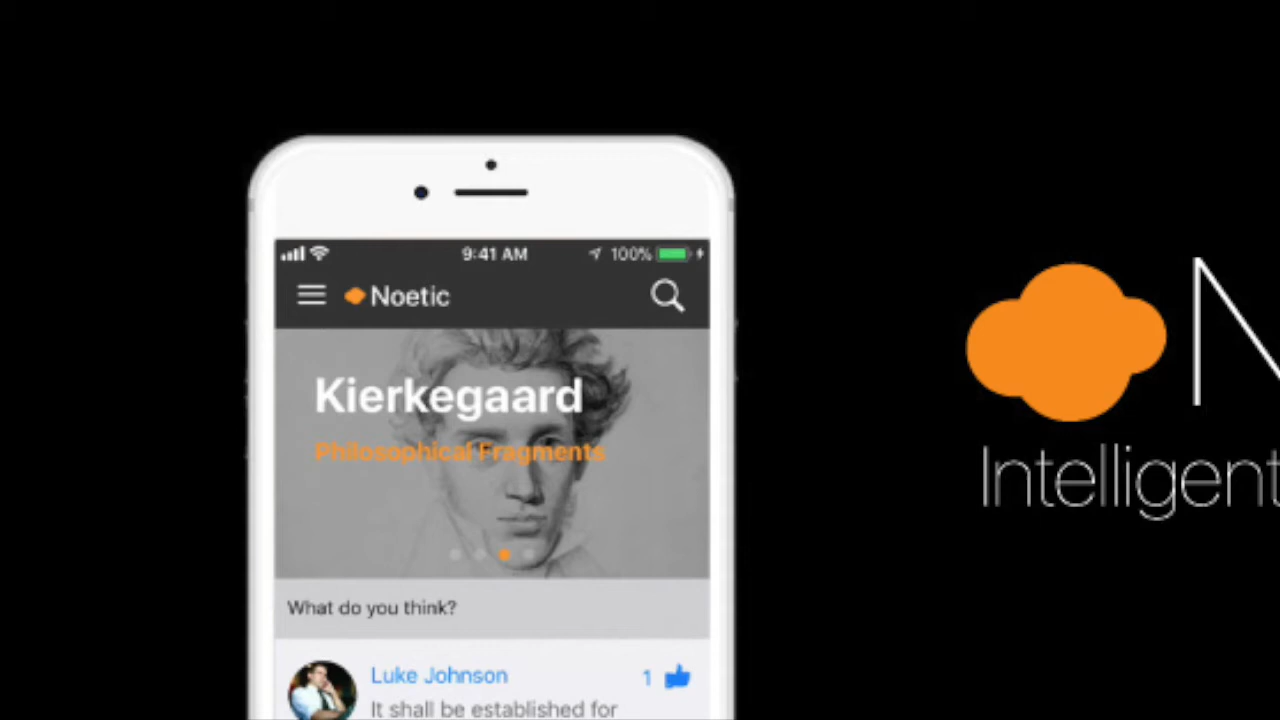 9:41 AM 100%
Noetic
Kierkegaard
Philosophical Fragments
What do you think?
Luke Johnson 1
It shall be established for
N
Intelligent